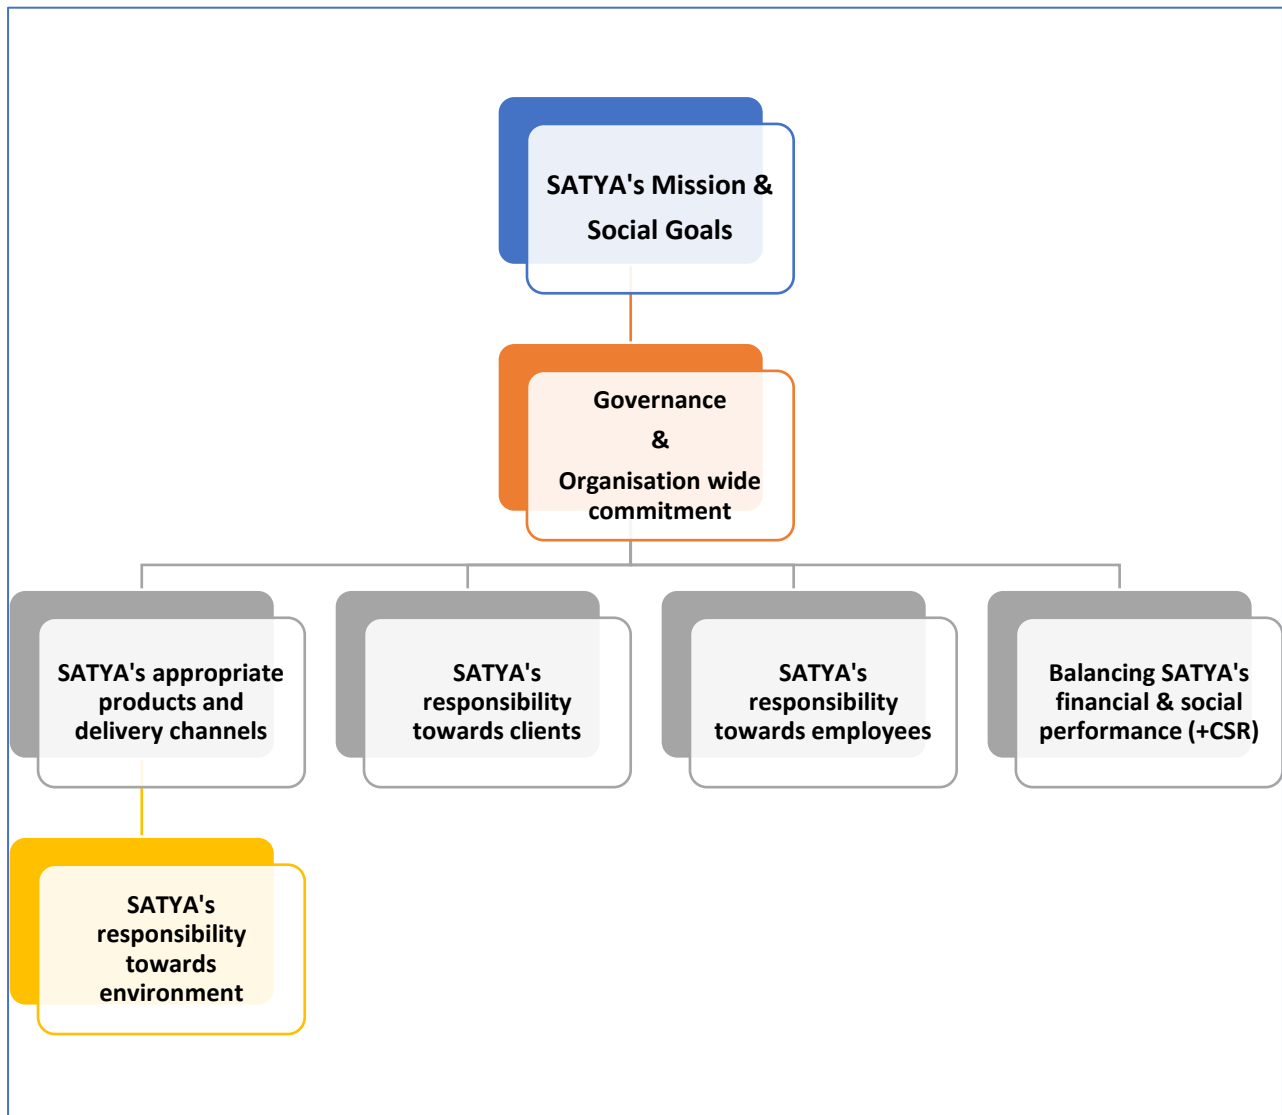 SATYA's Mission &
Social Goals
Governance
&
Organisation wide
commitment
SATYA's appropriate
products and
delivery channels
SATYA's
responsibility
towards clients
SATYA's
responsibility
towards employees
Balancing SATYA's
financial & social
performance (+CSR)
SATYA's
responsibility
towards
environment